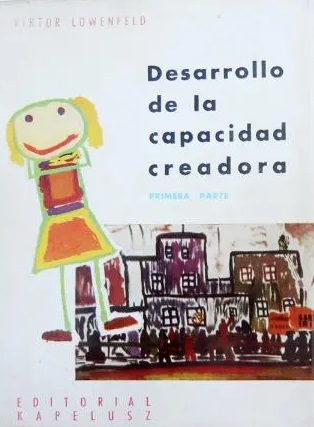 VIKTOR LOWENFELD
Desarrollo
de la
capacidad
creadora
PRIMERA PARTE
EDITORIAL
KAPELUSZ